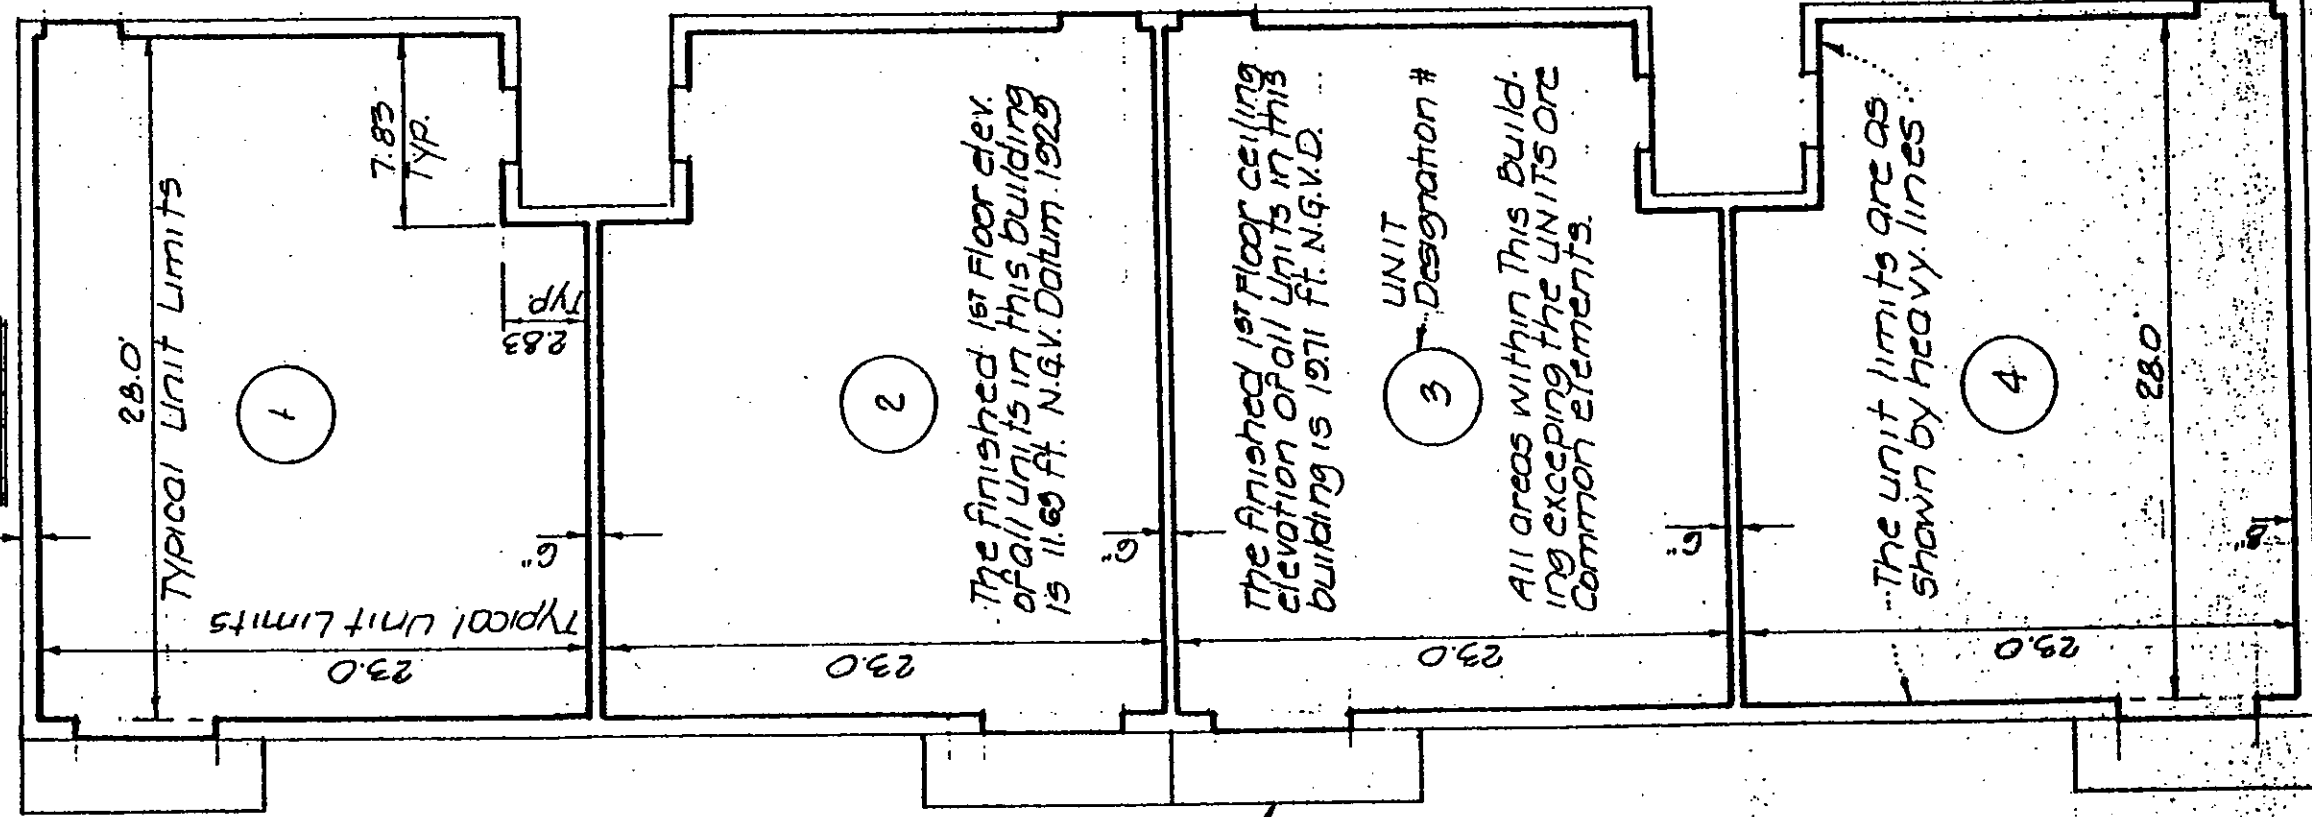 28.0'
Typical Unit Limits
7.83
Typ.
2.83
Typ
1
6"
Typical Unit Limits
23.0
2
The finished 1ST Floor elev.
of all units in this building
is 11.69 ft. N.G.V. Datum 1929
6"
23.0
The finished 1ST Floor ceiling
elevation of all Units in this
building is 19.71 ft. N.G.V.D.
UNIT
Designation #
3
All areas within This Build-
ing excepting the UNITS are
Common elements.
6"
23.0
The unit limits are as
shown by heavy lines.
4
28.0'
23.0